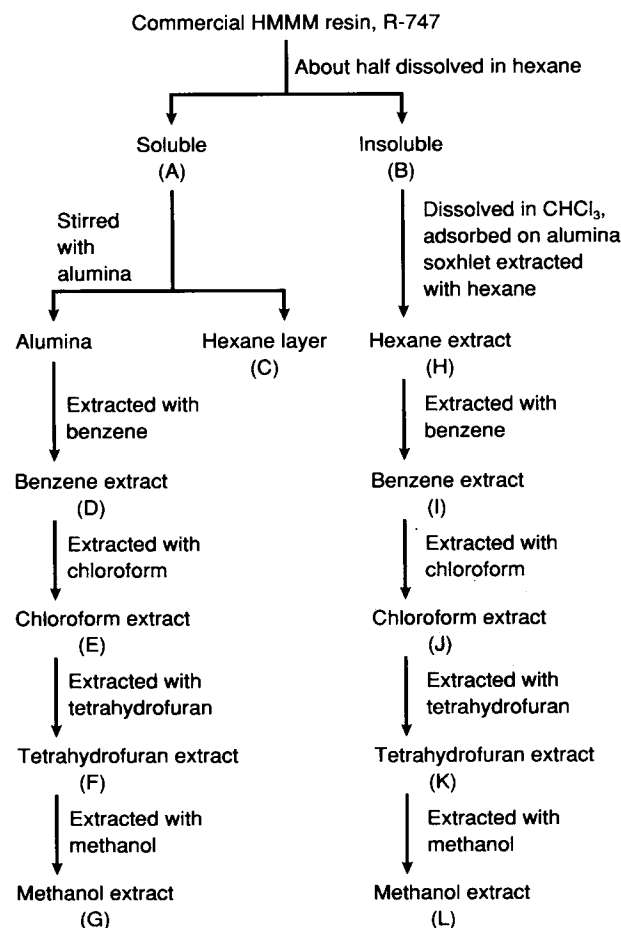 Commercial HMMM resin, R-747
About half dissolved in hexane
Soluble
(A)
Insoluble
(B)
Stirred
with
alumina
Dissolved in CHCl₃,
adsorbed on alumina
soxhlet extracted
with hexane
Alumina
Hexane layer
(C)
Hexane extract
(H)
Extracted with
benzene
Extracted with
benzene
Benzene extract
(D)
Benzene extract
(I)
Extracted with
chloroform
Extracted with
chloroform
Chloroform extract
(E)
Chloroform extract
(J)
Extracted with
tetrahydrofuran
Extracted with
tetrahydrofuran
Tetrahydrofuran extract
(F)
Tetrahydrofuran extract
(K)
Extracted with
methanol
Extracted with
methanol
Methanol extract
(G)
Methanol extract
(L)